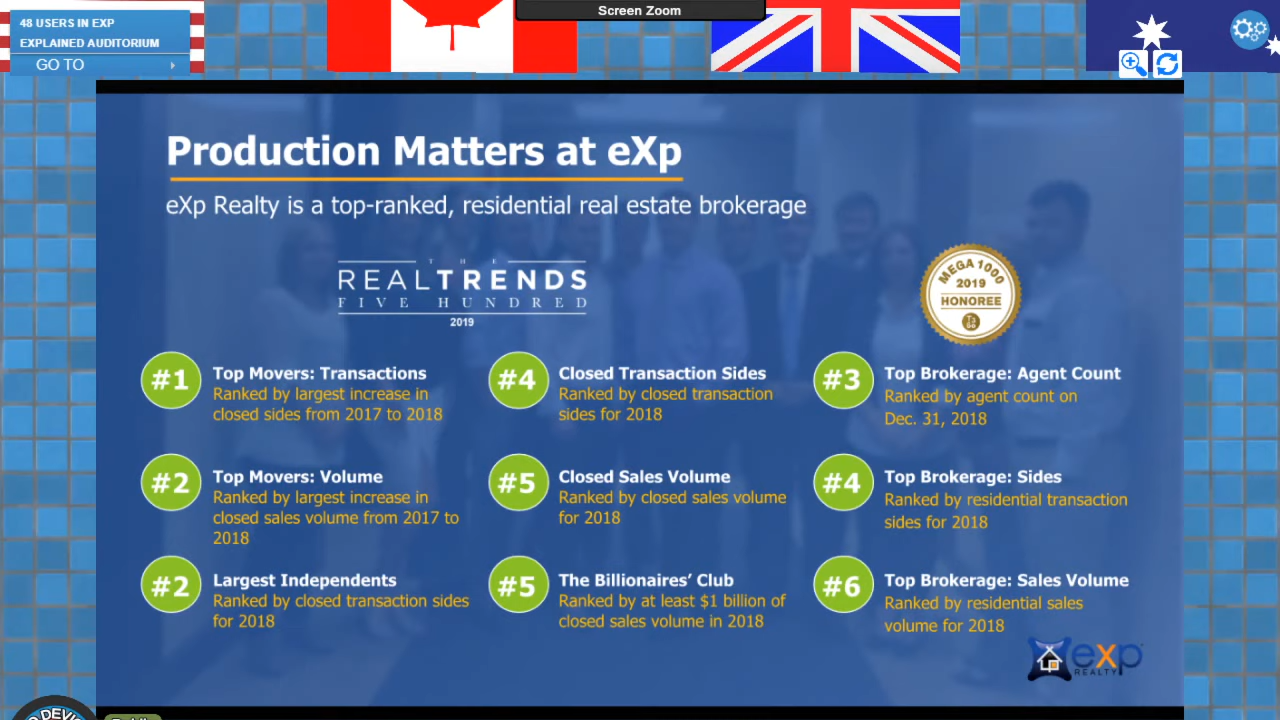 48 USERS IN EXP
EXPLAINED AUDITORIUM
GO TO
Screen Zoom
Production Matters at eXp
eXp Realty is a top-ranked, residential real estate brokerage
THE
REALTRENDS
FIVE HUNDRED
2019
MEGA 1000
2019
HONOREE
#1
Top Movers: Transactions
Ranked by largest increase in
closed sides from 2017 to 2018
#2
Top Movers: Volume
Ranked by largest increase in
closed sales volume from 2017 to
2018
#2
Largest Independents
Ranked by closed transaction sides
for 2018
#4
Closed Transaction Sides
Ranked by closed transaction
sides for 2018
#5
Closed Sales Volume
Ranked by closed sales volume
for 2018
#5
The Billionaires' Club
Ranked by at least $1 billion of
closed sales volume in 2018
#3
Top Brokerage: Agent Count
Ranked by agent count on
Dec. 31, 2018
#4
Top Brokerage: Sides
Ranked by residential transaction
sides for 2018
#6
Top Brokerage: Sales Volume
Ranked by residential sales
volume for 2018
eXp
REALTY